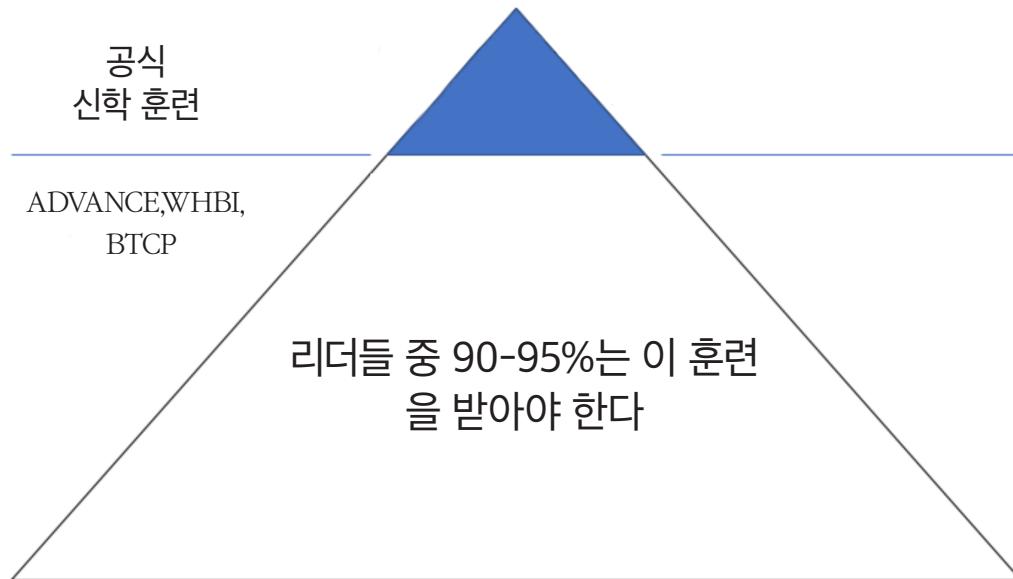 공식
신학 훈련
ADVANCE,WHBI,
BTCP
리더들 중 90-95%는 이 훈련
을 받아야 한다